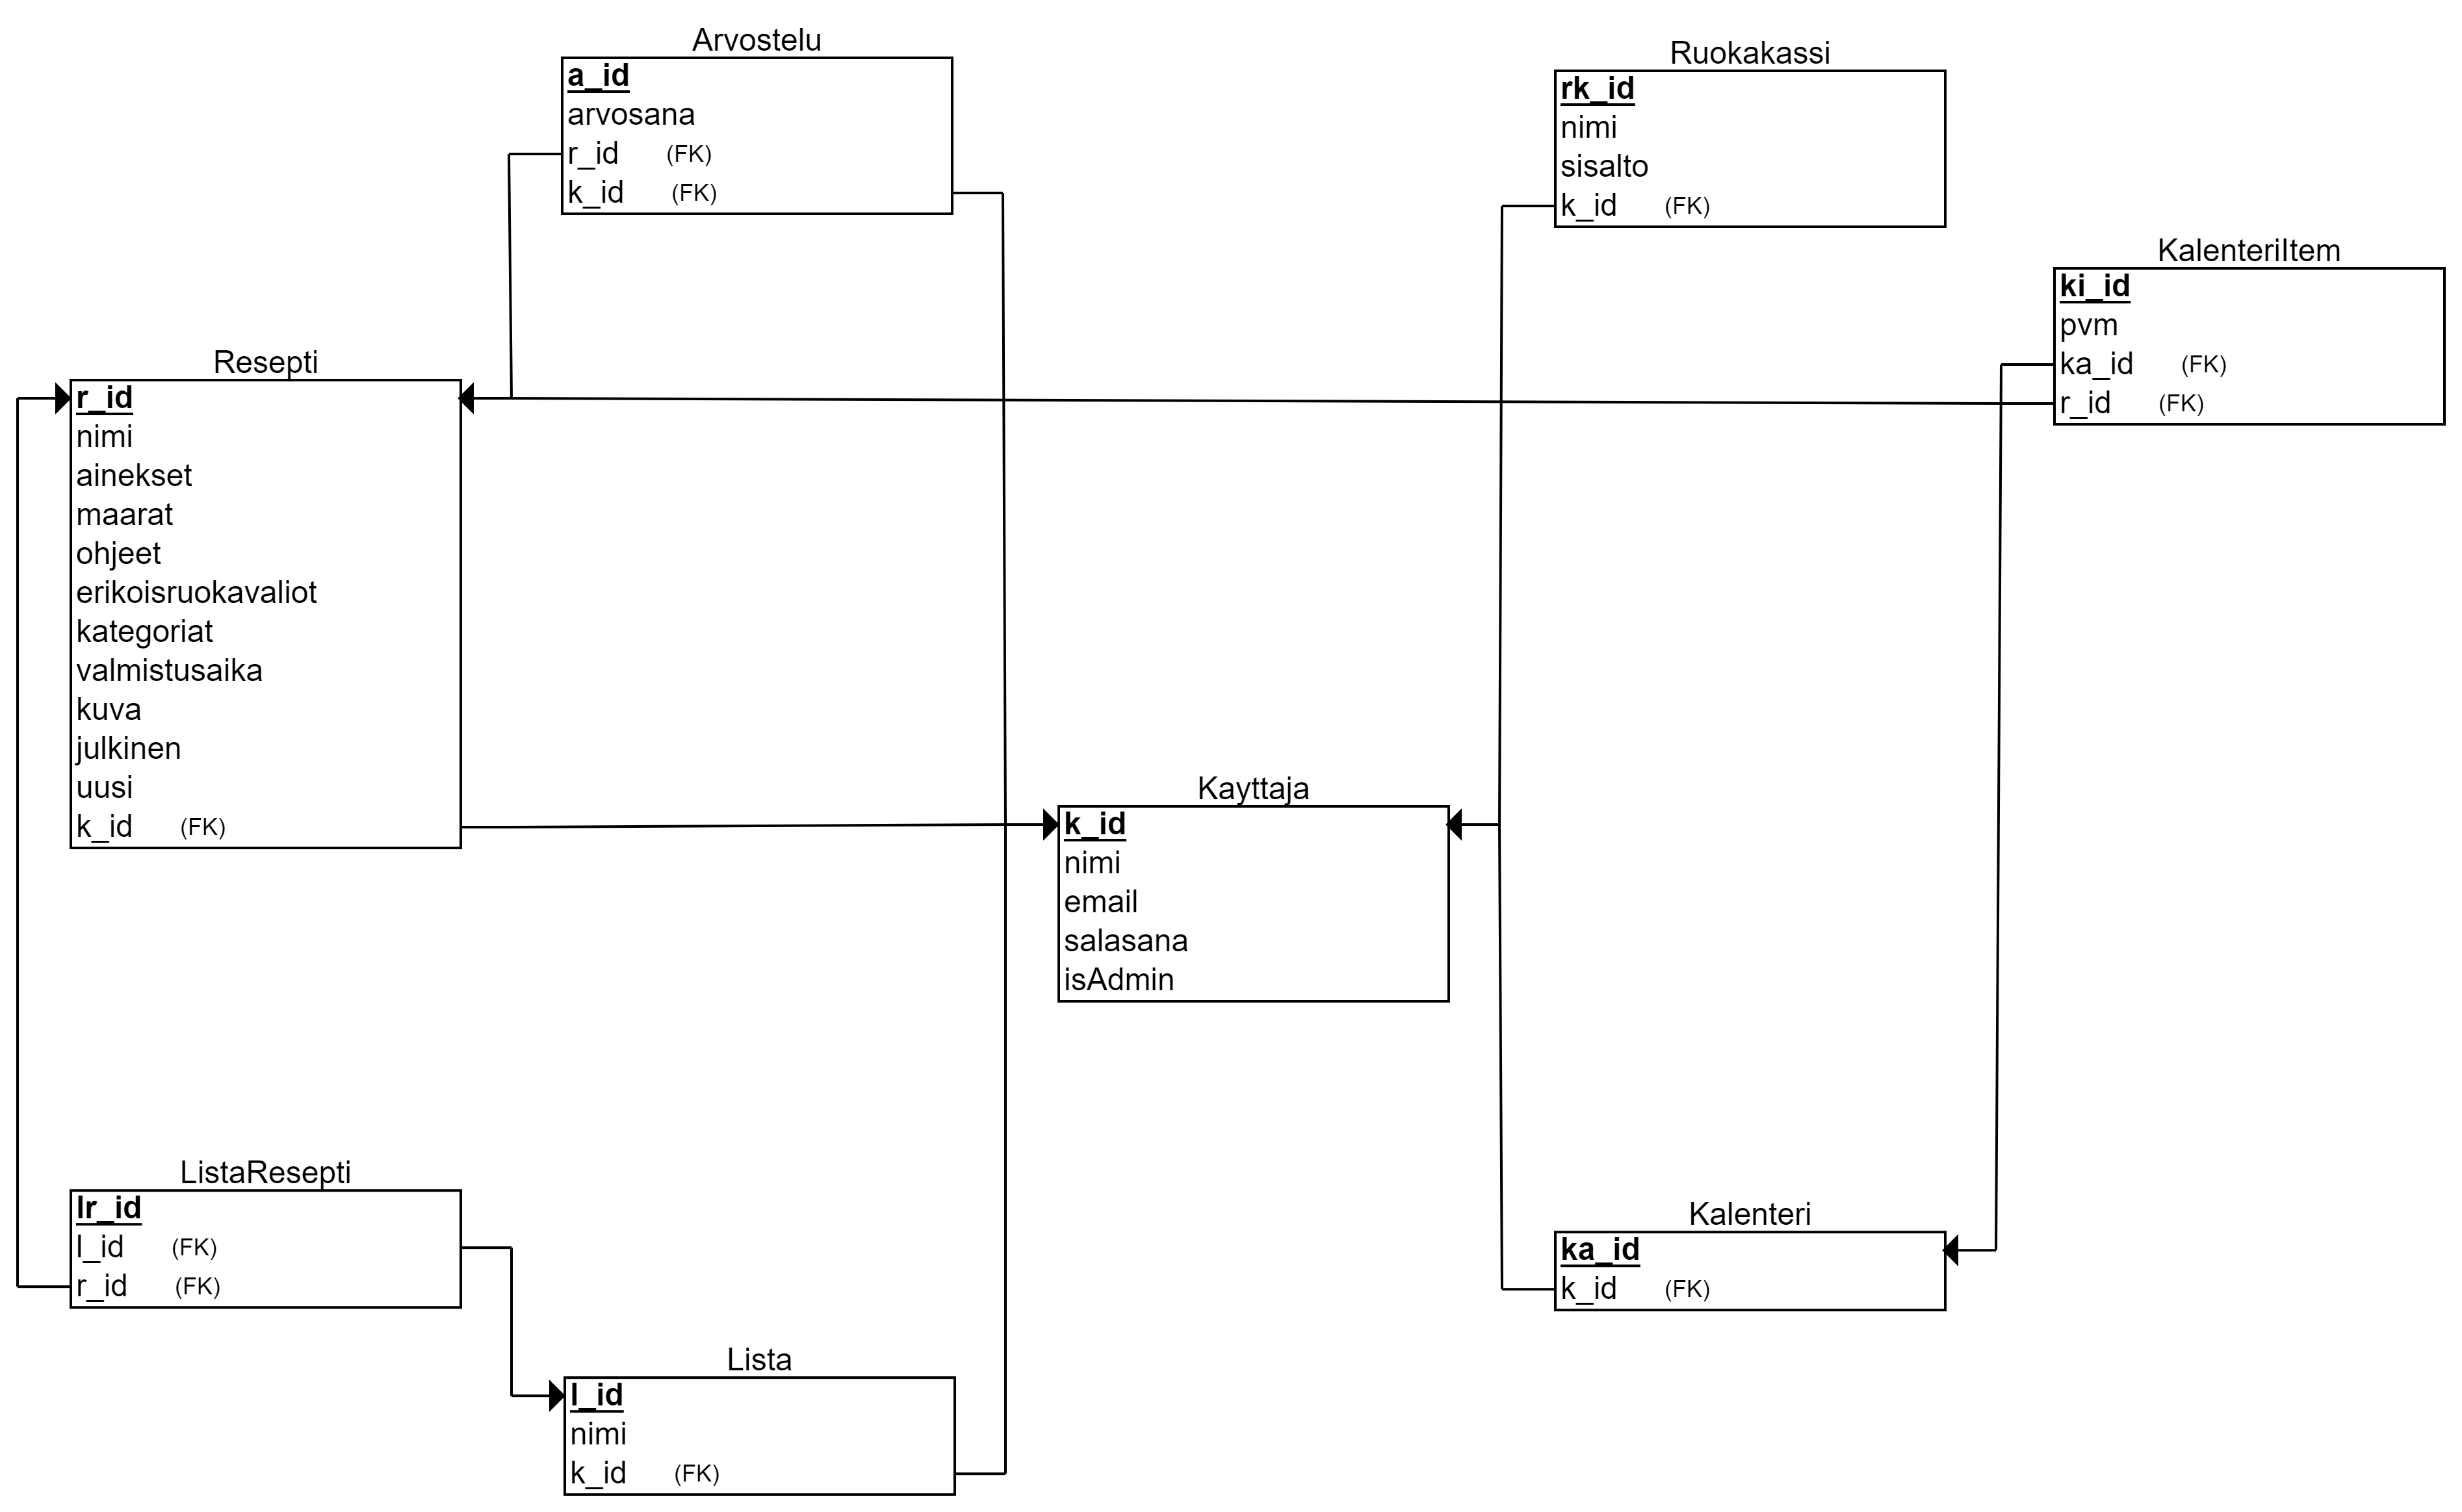 Arvostelu
a_id
arvosana
r_id (FK)
k_id (FK)
Ruokakassi
rk_id
nimi
sisalto
k_id (FK)
KalenteriItem
ki_id
pvm
ka_id (FK)
r_id (FK)
Resepti
r_id
nimi
ainekset
maarat
ohjeet
erikoisruokavaliot
kategoriat
valmistusaika
kuva
julkinen
uusi
k_id (FK)
Kayttaja
k_id
nimi
email
salasana
isAdmin
ListaResepti
lr_id
l_id (FK)
r_id (FK)
Kalenteri
ka_id
k_id (FK)
Lista
l_id
nimi
k_id (FK)